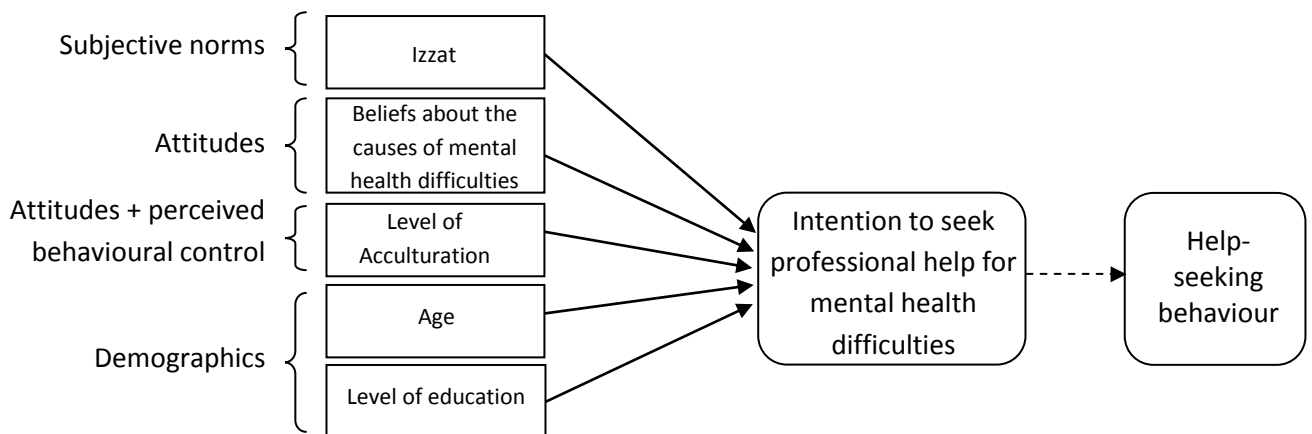 Subjective norms
Izzat
Attitudes
Beliefs about the
causes of mental
health difficulties
Attitudes + perceived
behavioural control
Level of
Acculturation
Demographics
Age
Level of education
Intention to seek
professional help for
mental health
difficulties
Help-
seeking
behaviour